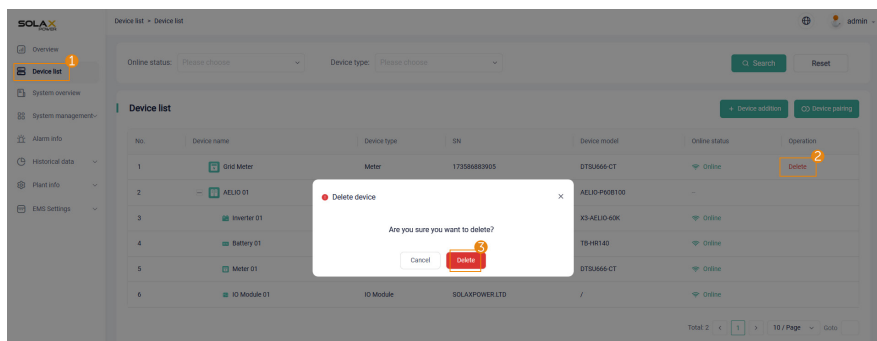 SOLAX
POWER
Device list > Device list
admin
Overview
1
Device list
System overview
System management
Alarm info
Historical data
Plant info
EMS Settings
Online status: Please choose
Device type: Please choose
Search
Reset
Device list
+ Device addition
Device pairing
No. Device name Device type SN Device model Online status Operation
2
1 Grid Meter Meter 173586883905 DTSU666-CT Online Delete
2 AELIO 01 AELIO-P60B100 -
3 Inverter 01 X3-AELIO-60K Online
4 Battery 01 TB-HR140 Online
5 Meter 01 DTSU666-CT Online
6 IO Module 01 IO Module SOLAXPOWER.LTD / Online
Delete device ×
Are you sure you want to delete?
3
Cancel Delete
Total: 2 < 1 > 10 / Page Goto